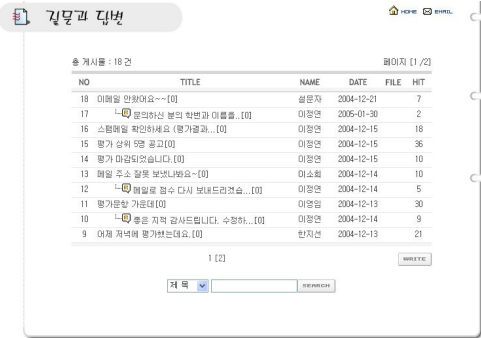 질문과 답변
HOME EMAIL
총 게시물 : 18 건 페이지 [1 /2]
NO TITLE NAME DATE FILE HIT
18 이메일 안왔어요~~[0] 설문자 2004-12-21 7
17 문의하신 분의 학번과 이름을..[0] 이정연 2005-01-30 2
16 스팸메일 확인하세요 (평가결과...[0] 이정연 2004-12-15 18
15 평가 상위 5명 공고[0] 이정연 2004-12-15 36
14 평가 마감되었습니다.[0] 이정연 2004-12-15 10
13 메일 주소 잘못 보냈나봐요~[0] 이소희 2004-12-14 10
12 메일로 점수 다시 보내드리겠습...[0] 이정연 2004-12-14 5
11 평가문항 가운데[0] 이영임 2004-12-13 30
10 좋은 지적 감사드립니다. 수정하...[0] 이정연 2004-12-14 9
9 어제 저녁에 평가했는데요.[0] 한지선 2004-12-13 21
1 [2]
WRITE
제 목 SEARCH